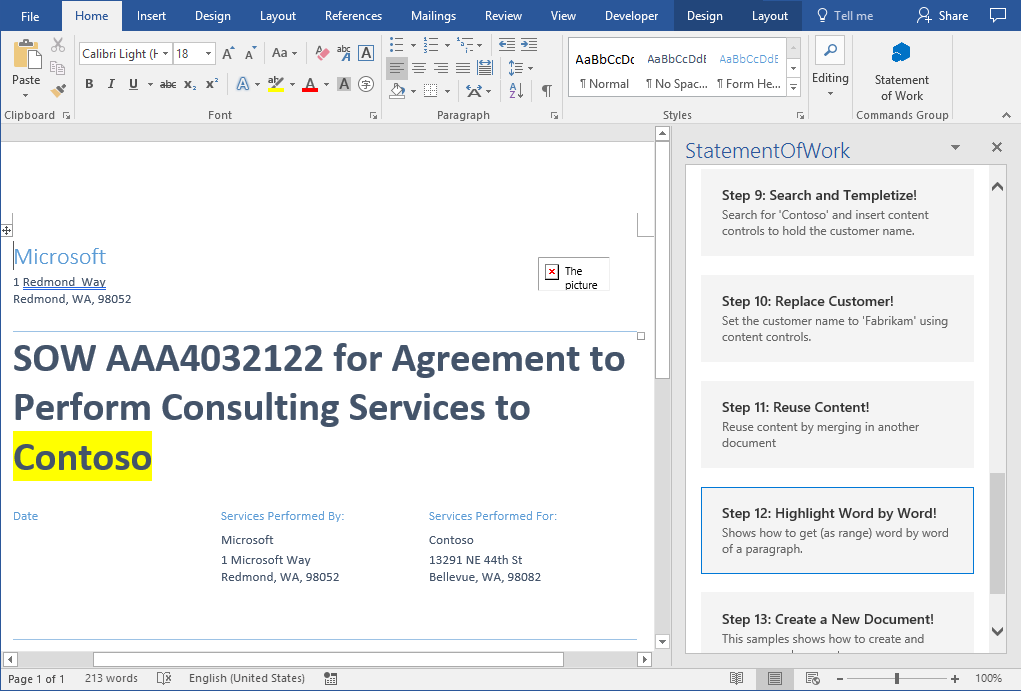 File Home Insert Design Layout References Mailings Review View Developer Design Layout Tell me Share
Paste
Calibri Light (H 18 Aa abc A
B I U abc x₂ x² A ab A A 字
AaBbCcDc AaBbCcDdE AaBbCcDdE
¶ Normal ¶ No Spac... ¶ Form He...
Editing
Statement
of Work
Clipboard Font Paragraph Styles Commands Group
Microsoft
1 Redmond Way
Redmond, WA, 98052
The
picture
SOW AAA4032122 for Agreement to
Perform Consulting Services to
Contoso
Date
Services Performed By:
Microsoft
1 Microsoft Way
Redmond, WA, 98052
Services Performed For:
Contoso
13291 NE 44th St
Bellevue, WA, 98082
StatementOfWork
Step 9: Search and Templetize!
Search for 'Contoso' and insert content
controls to hold the customer name.
Step 10: Replace Customer!
Set the customer name to 'Fabrikam' using
content controls.
Step 11: Reuse Content!
Reuse content by merging in another
document
Step 12: Highlight Word by Word!
Shows how to get (as range) word by word
of a paragraph.
Step 13: Create a New Document!
This samples shows how to create and
Page 1 of 1 213 words English (United States) 100%